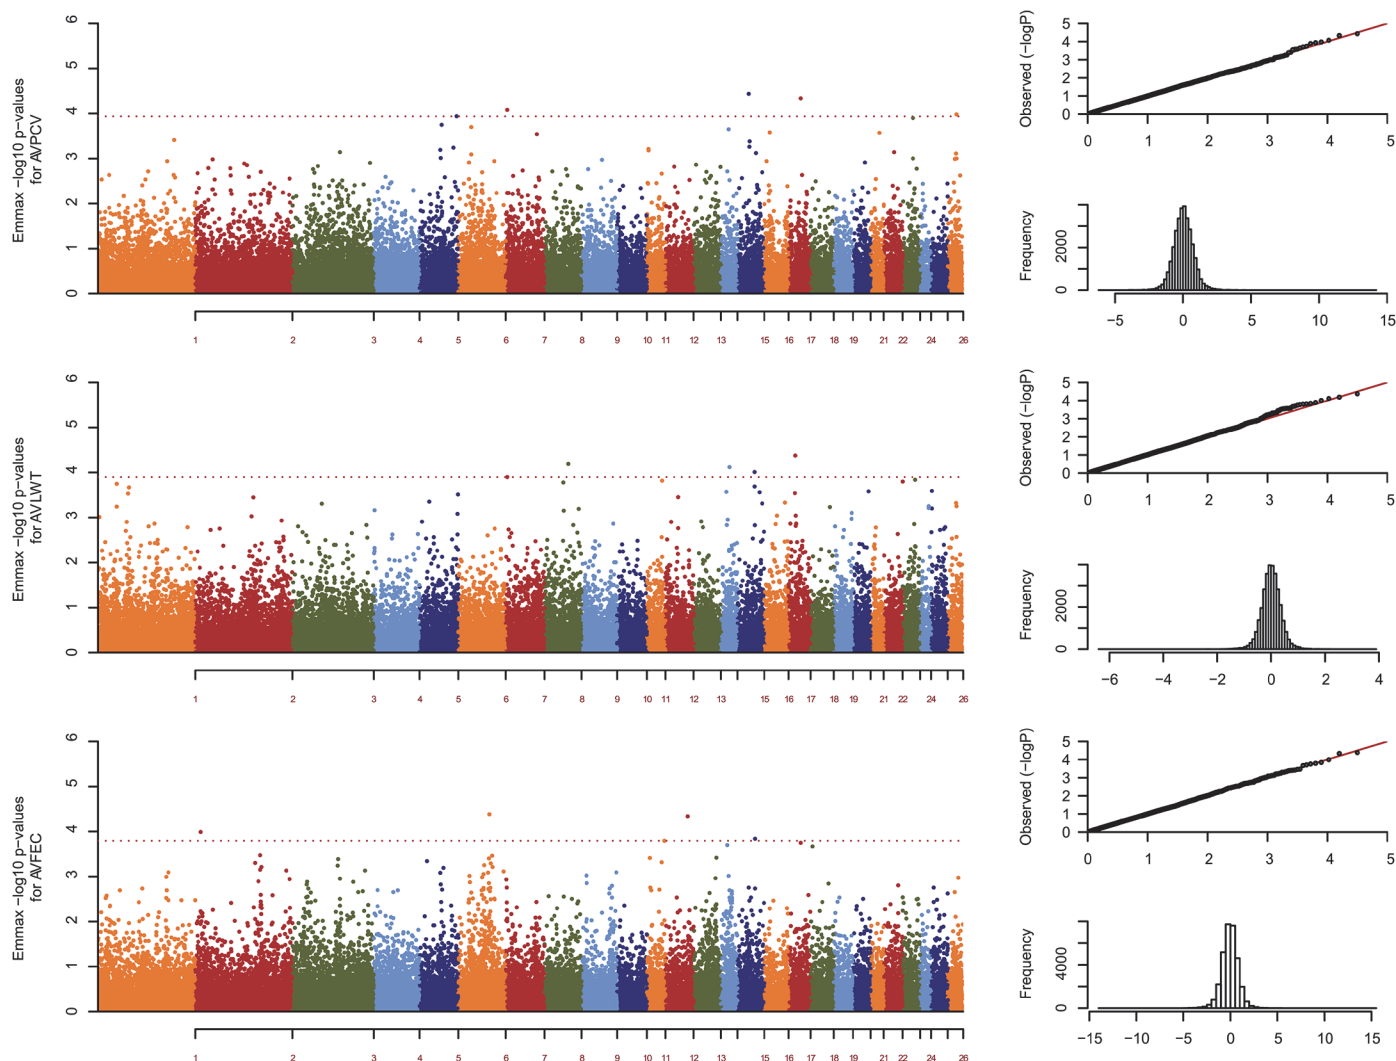 Emmax −log10 p-values
for AVPCV
6
5
4
3
2
1
0
1 2 3 4 5 6 7 8 9 10 11 12 13 15 16 17 18 19 21 22 24 26
Observed (−logP)
5
4
3
2
1
0
0 1 2 3 4 5
Frequency
2000
0
−5 0 5 10 15
Emmax −log10 p-values
for AVLWT
6
5
4
3
2
1
0
1 2 3 4 5 6 7 8 9 10 11 12 13 15 16 17 18 19 21 22 24 26
Observed (−logP)
5
4
3
2
1
0
0 1 2 3 4 5
Frequency
2000
0
−6 −4 −2 0 2 4
Emmax −log10 p-values
for AVFEC
6
5
4
3
2
1
0
1 2 3 4 5 6 7 8 9 10 11 12 13 15 16 17 18 19 21 22 24 26
Observed (−logP)
5
4
3
2
1
0
0 1 2 3 4 5
Frequency
4000
0
−15 −10 −5 0 5 10 15